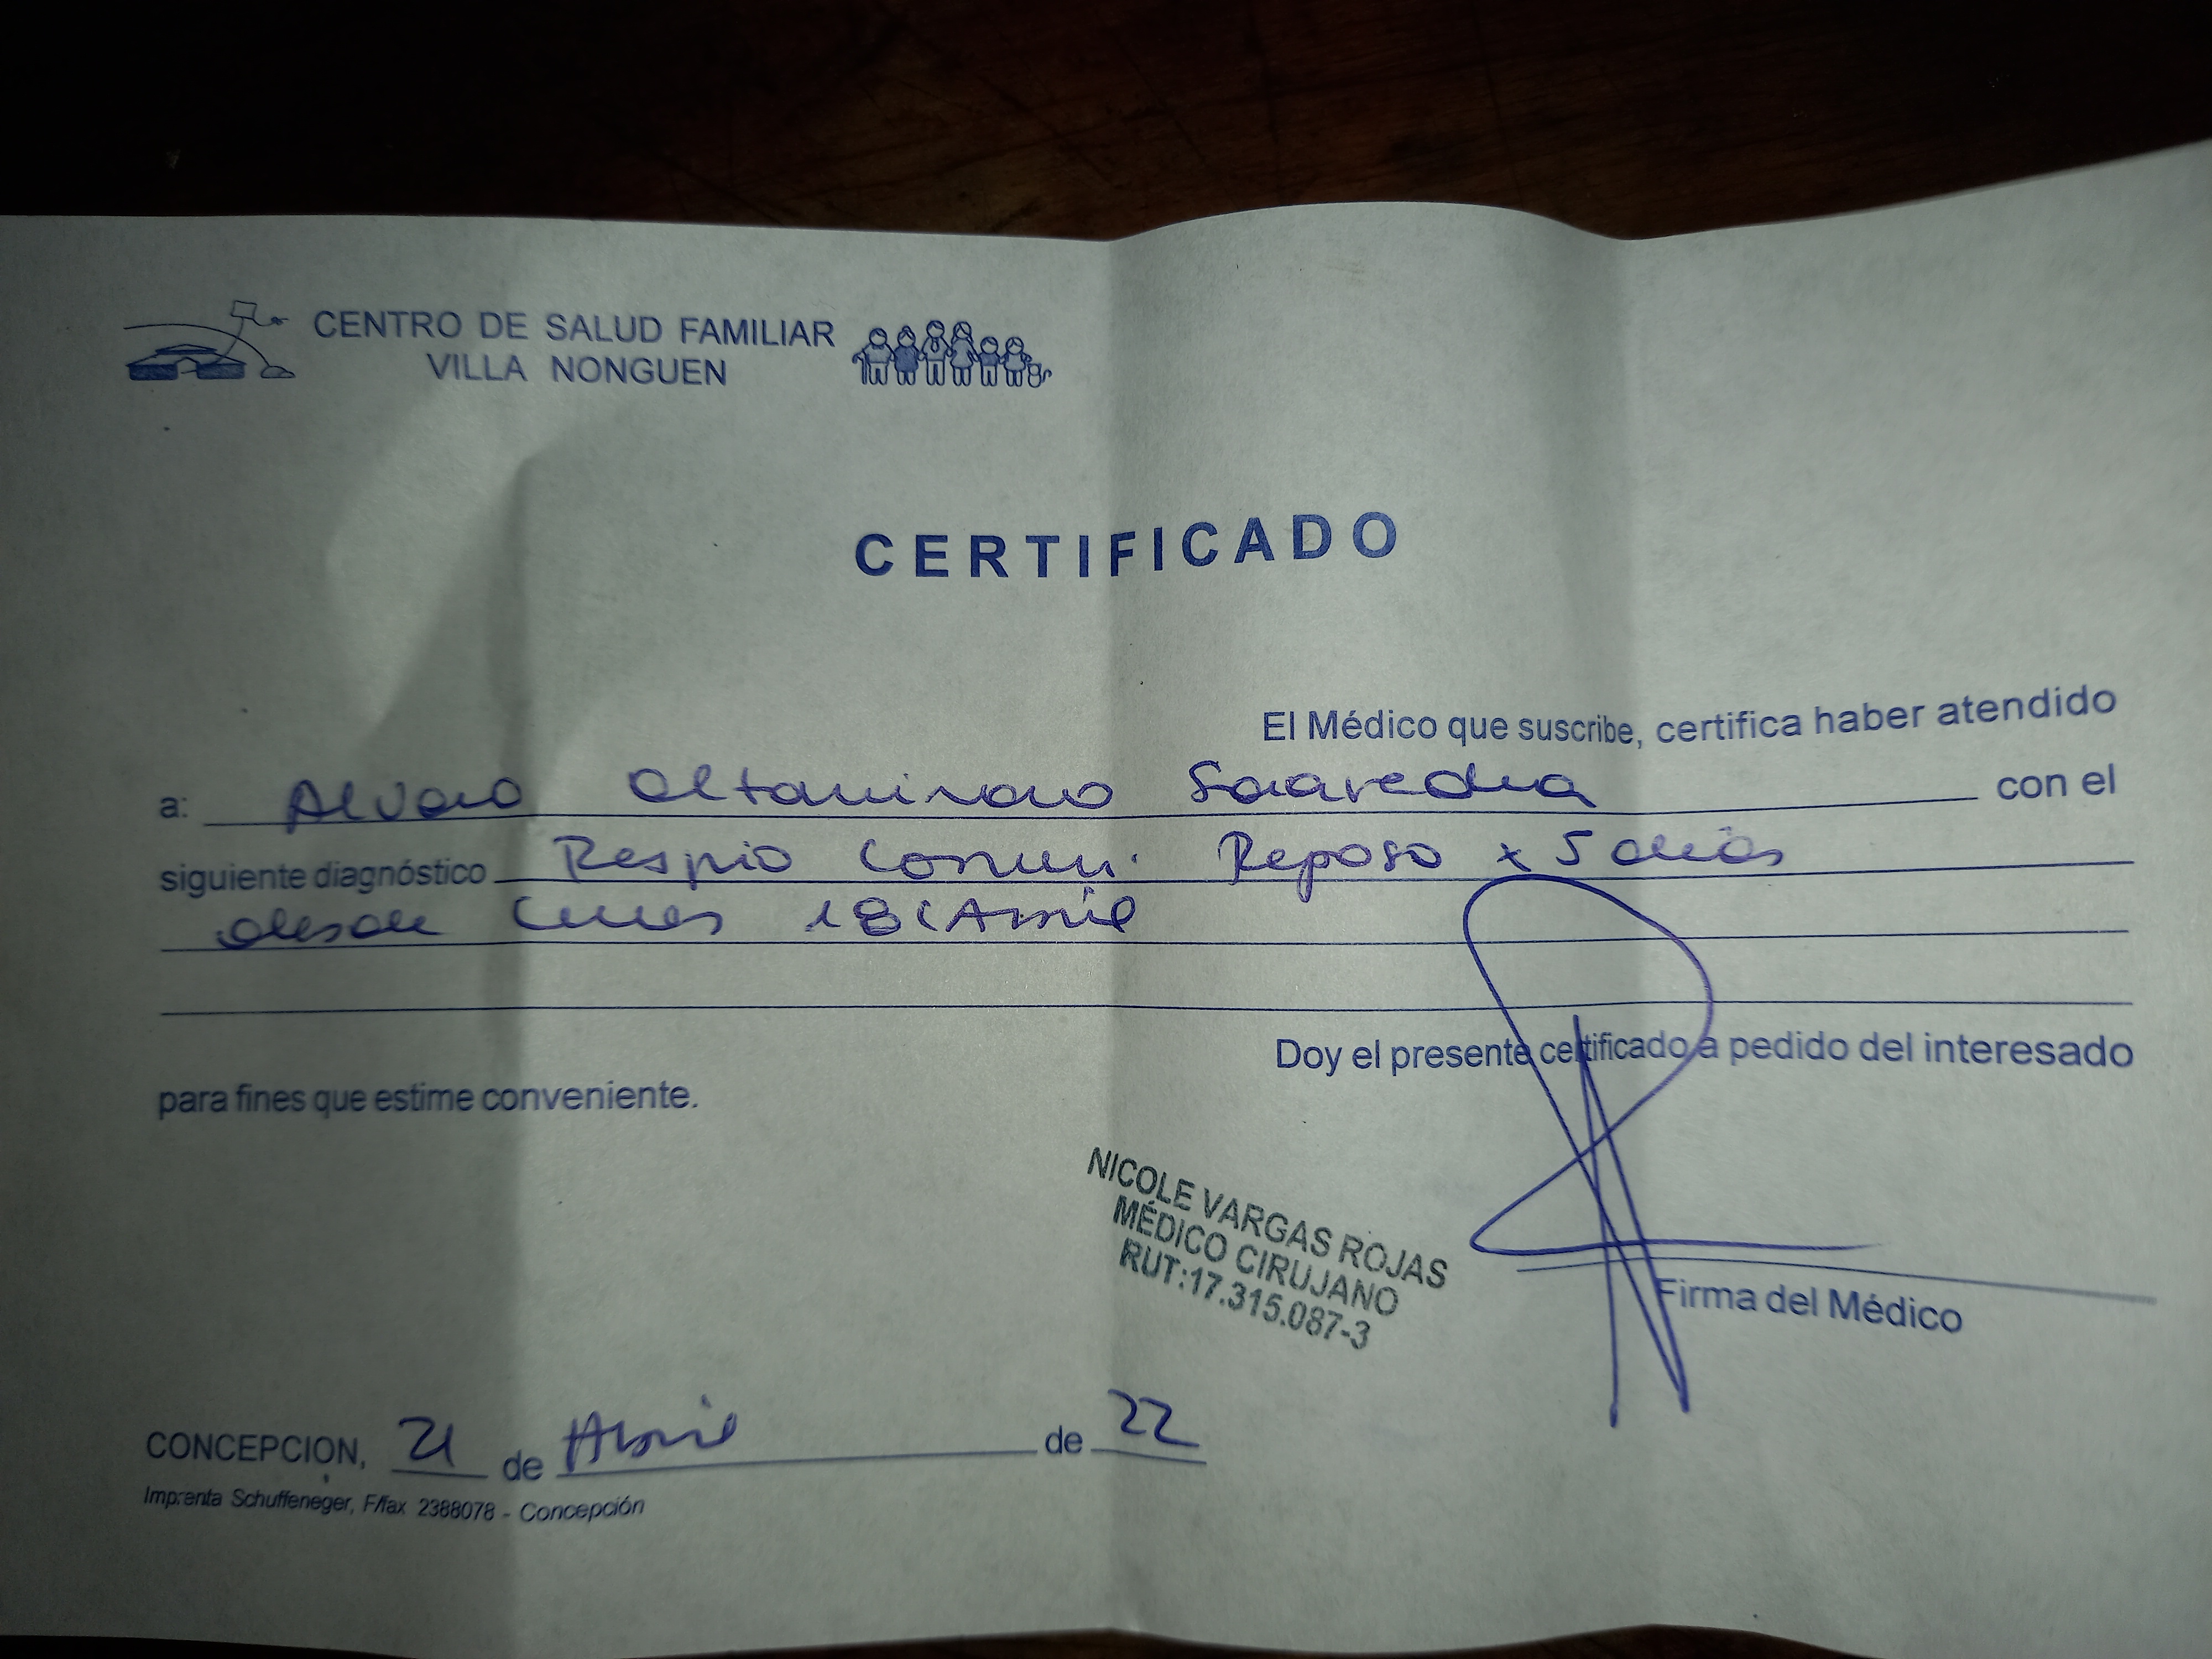 CENTRO DE SALUD FAMILIAR
VILLA NONGUEN
CERTIFICADO
El Médico que suscribe, certifica haber atendido
a: Alvaro Altamirano Saavedra con el
siguiente diagnóstico Resfrio Comun. Reposo x 5 dias
desde lunes 18/Abril
Doy el presente certificado a pedido del interesado
para fines que estime conveniente.
NICOLE VARGAS ROJAS
MÉDICO CIRUJANO
RUT:17.315.087-3
Firma del Médico
CONCEPCION, 21 de Abril de 22
Imprenta Schuffeneger, F/fax 2388078 - Concepción